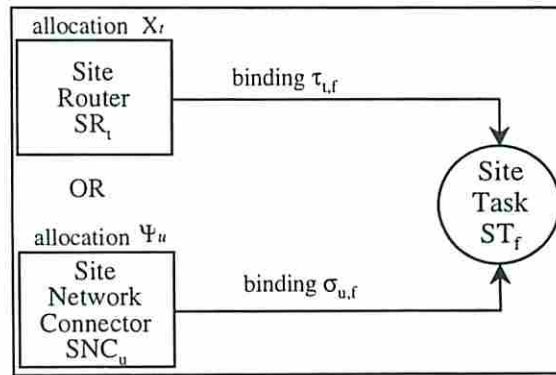 allocation Χt
Site
Router
SRt
binding τt,f
OR
Site
Task
STf
allocation Ψu
Site
Network
Connector
SNCu
binding σu,f